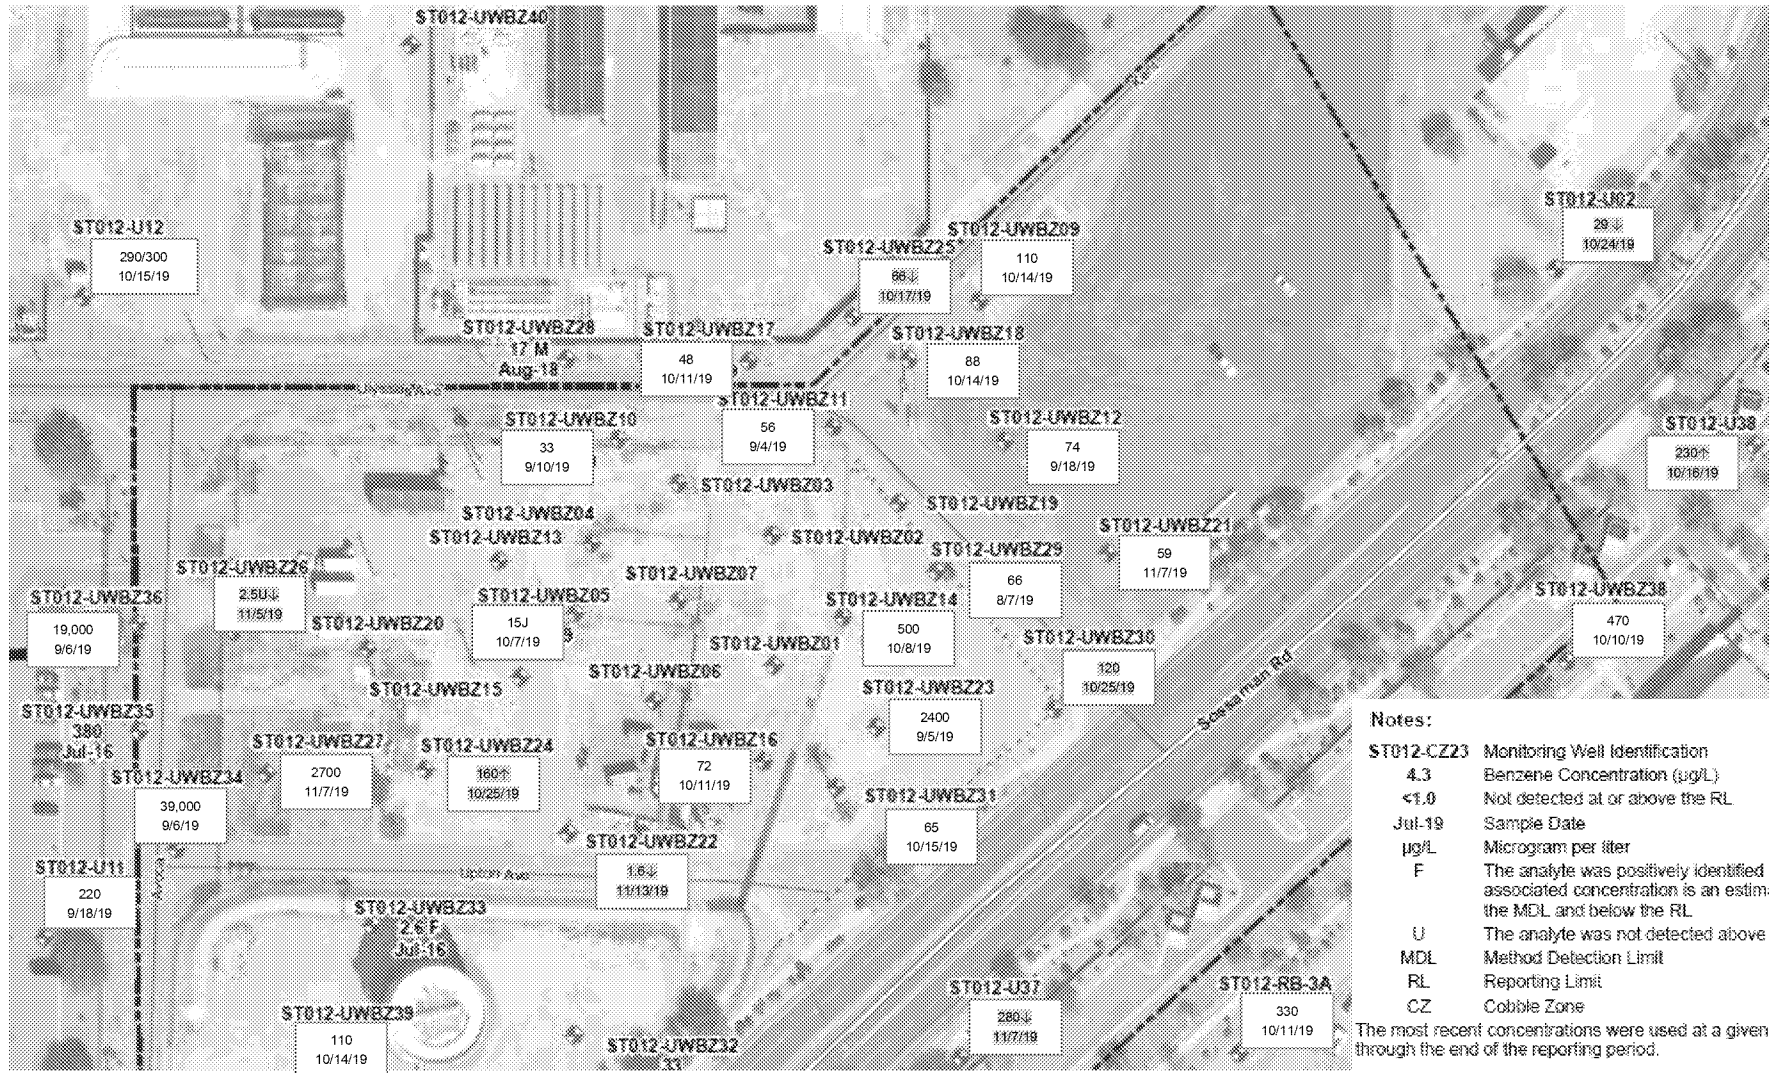 ST012-UWBZ40
ST012-U12
290/300
10/15/19
ST012-U02
29↓
10/24/19
ST012-UWBZ09
110
10/14/19
ST012-UWBZ25*
66↓
10/17/19
ST012-UWBZ28
17 M
Aug-18
ST012-UWBZ17
48
10/11/19
ST012-UWBZ18
88
10/14/19
ST012-UWBZ11
56
9/4/19
ST012-UWBZ10
33
9/10/19
ST012-UWBZ12
74
9/18/19
ST012-U38
230↑
10/16/19
ST012-UWBZ03
ST012-UWBZ19
ST012-UWBZ04
ST012-UWBZ13
ST012-UWBZ02
ST012-UWBZ21
59
11/7/19
ST012-UWBZ29
66
8/7/19
ST012-UWBZ26
2.5U↓
11/5/19
ST012-UWBZ07
ST012-UWBZ38
470
10/10/19
ST012-UWBZ36
19,000
9/6/19
ST012-UWBZ05
15J
10/7/19
ST012-UWBZ14
500
10/8/19
ST012-UWBZ20
ST012-UWBZ30
120
10/25/19
ST012-UWBZ01
ST012-UWBZ06
ST012-UWBZ15
ST012-UWBZ23
2400
9/5/19
Sossaman Rd
ST012-UWBZ35
380
Jul-16
ST012-UWBZ27
2700
11/7/19
ST012-UWBZ24
160↑
10/25/19
ST012-UWBZ16
72
10/11/19
ST012-UWBZ34
39,000
9/6/19
ST012-UWBZ31
65
10/15/19
ST012-UWBZ22
1.6↓
11/13/19
ST012-U11
220
9/18/19
Upton Ave
ST012-UWBZ33
2.6 F
Jul-16
ST012-U37
280↓
11/7/19
ST012-RB-3A
330
10/11/19
ST012-UWBZ39
110
10/14/19
ST012-UWBZ32
33
Notes:
ST012-CZ23 Monitoring Well Identification
4.3 Benzene Concentration (µg/L)
<1.0 Not detected at or above the RL
Jul-19 Sample Date
µg/L Microgram per liter
F The analyte was positively identified
associated concentration is an estim
the MDL and below the RL
U The analyte was not detected above
MDL Method Detection Limit
RL Reporting Limit
CZ Cobble Zone
The most recent concentrations were used at a given
through the end of the reporting period.